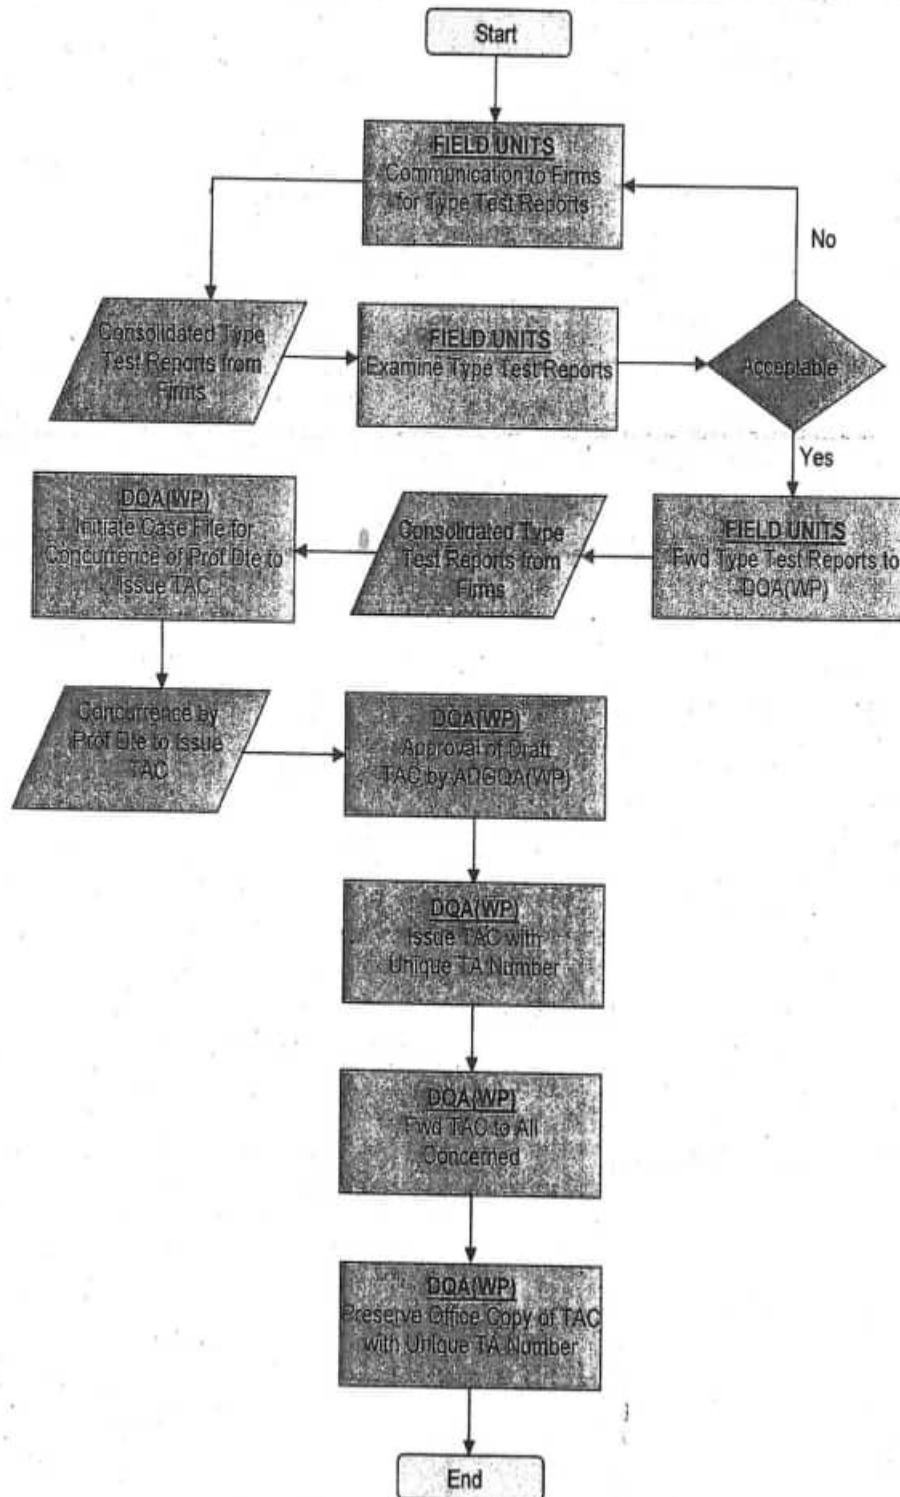 Start
FIELD UNITS
Communication to Firms
for Type Test Reports
No
Consolidated Type
Test Reports from
Firms
FIELD UNITS
Examine Type Test Reports
Acceptable
Yes
DQA(WP)
Initiate Case File for
Concurrence of Prof Dte to
Issue TAC
Consolidated Type
Test Reports from
Firms
FIELD UNITS
Fwd Type Test Reports to
DQA(WP)
Concurrence by
Prof Dte to Issue
TAC
DQA(WP)
Approval of Draft
TAC by ADGQA(WP)
DQA(WP)
Issue TAC with
Unique TA Number
DQA(WP)
Fwd TAC to All
Concerned
DQA(WP)
Preserve Office Copy of TAC
with Unique TA Number
End